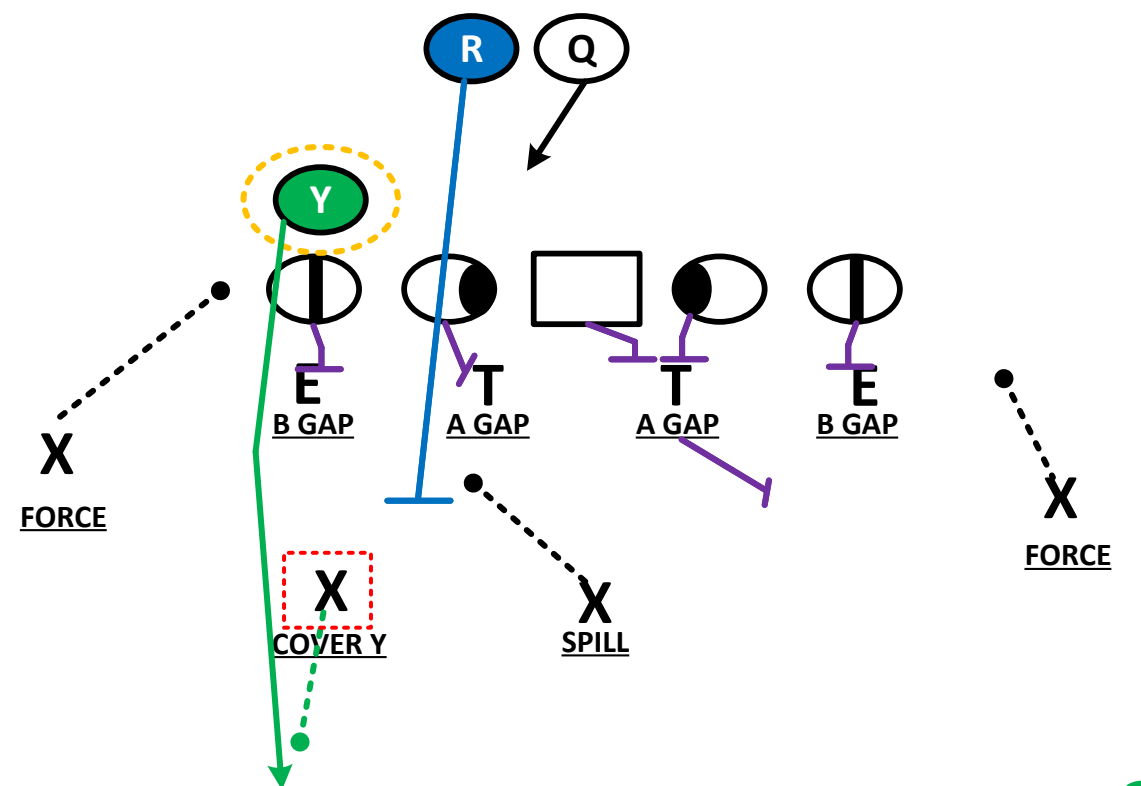 R Q
Y
E T T E
B GAP A GAP A GAP B GAP
X X
FORCE FORCE
X X
COVER Y SPILL